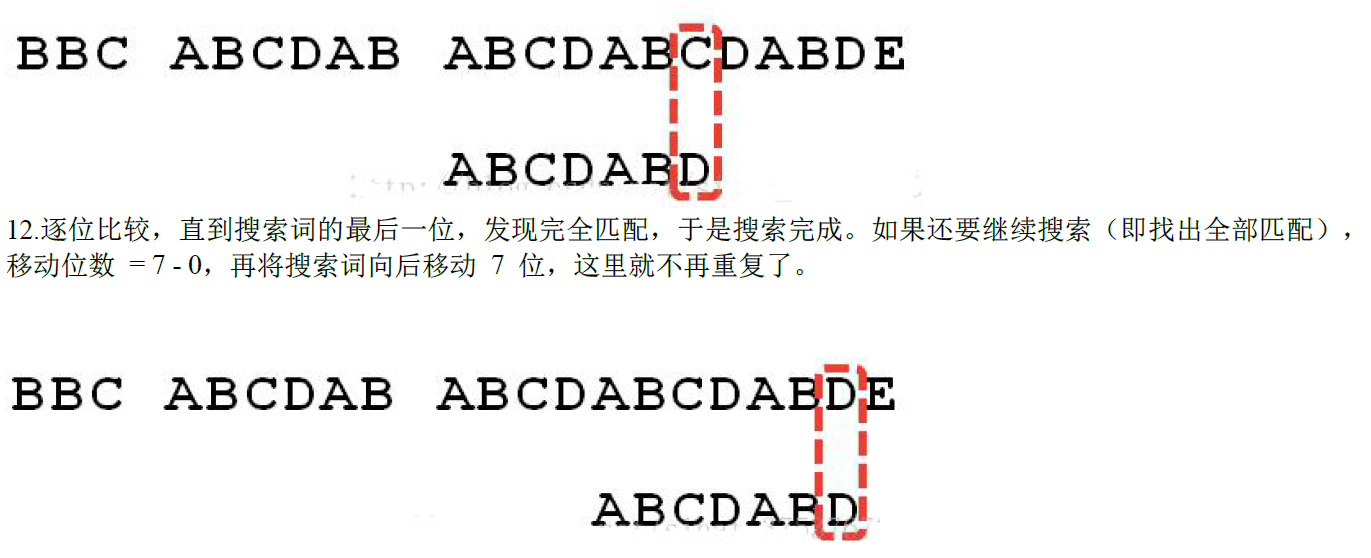 BBC ABCDAB ABCDABCDABDE
ABCDABD
12.逐位比较，直到搜索词的最后一位，发现完全匹配，于是搜索完成。如果还要继续搜索（即找出全部匹配），
移动位数 = 7 - 0，再将搜索词向后移动 7 位，这里就不再重复了。
BBC ABCDAB ABCDABCDABDE
ABCDABD